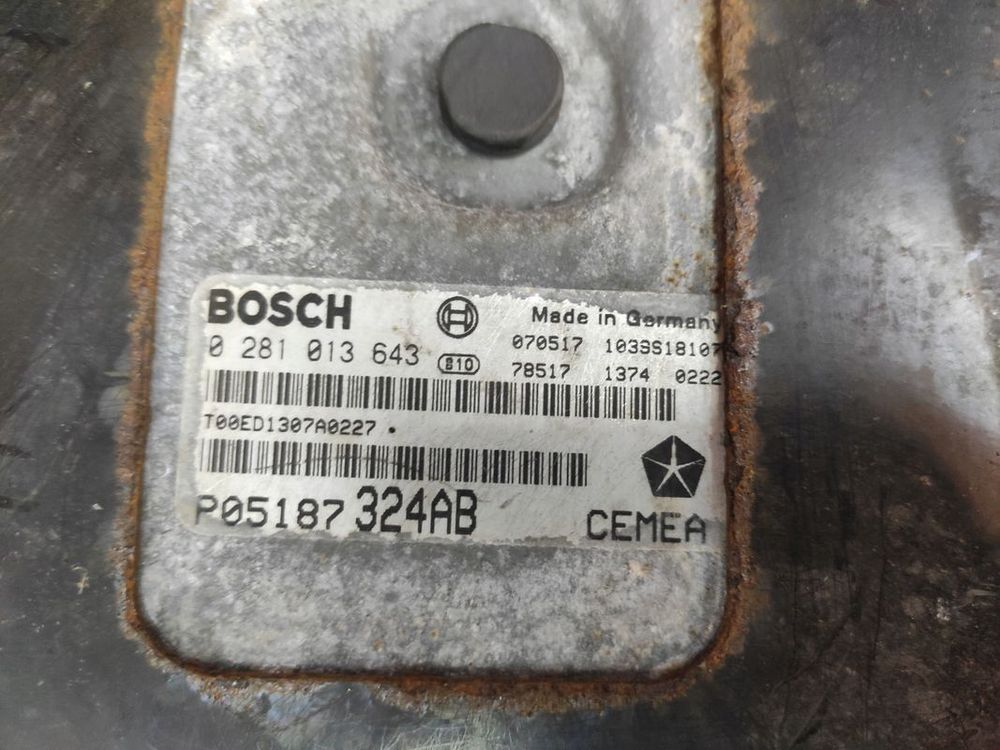 BOSCH
Made in Germany
0 281 013 643
810
070517 1039S18107
78517 1374 0222
T00ED1307A0227
P05187 324AB
CEMEA